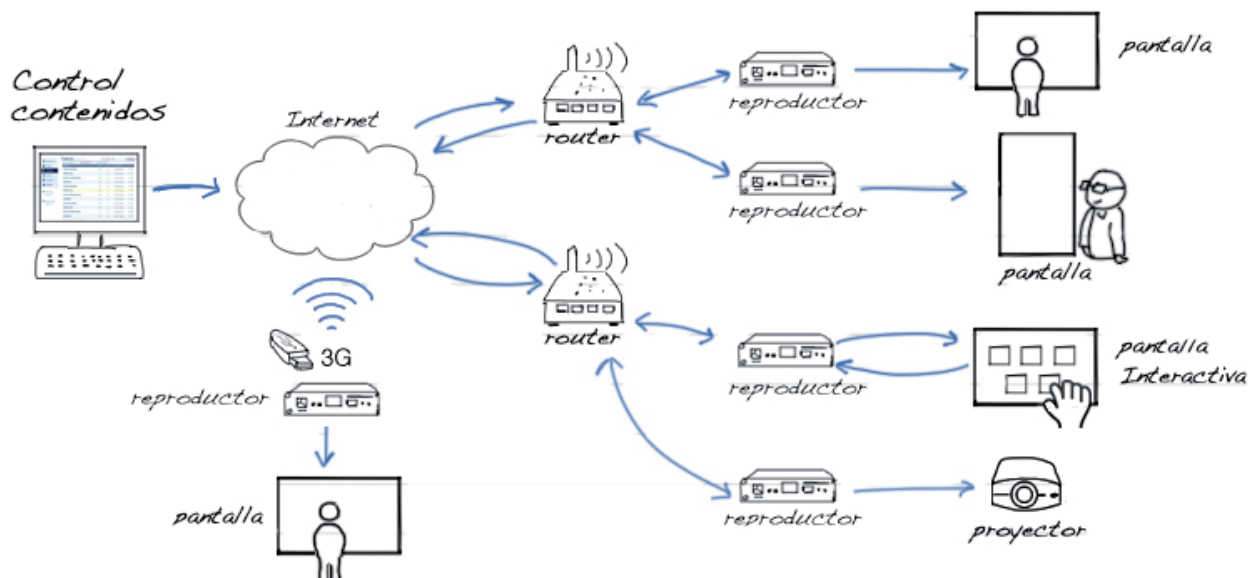 Control
contenidos
Internet
router
reproductor
pantalla
reproductor
pantalla
router
reproductor
pantalla
Interactiva
reproductor
proyector
3G
reproductor
pantalla